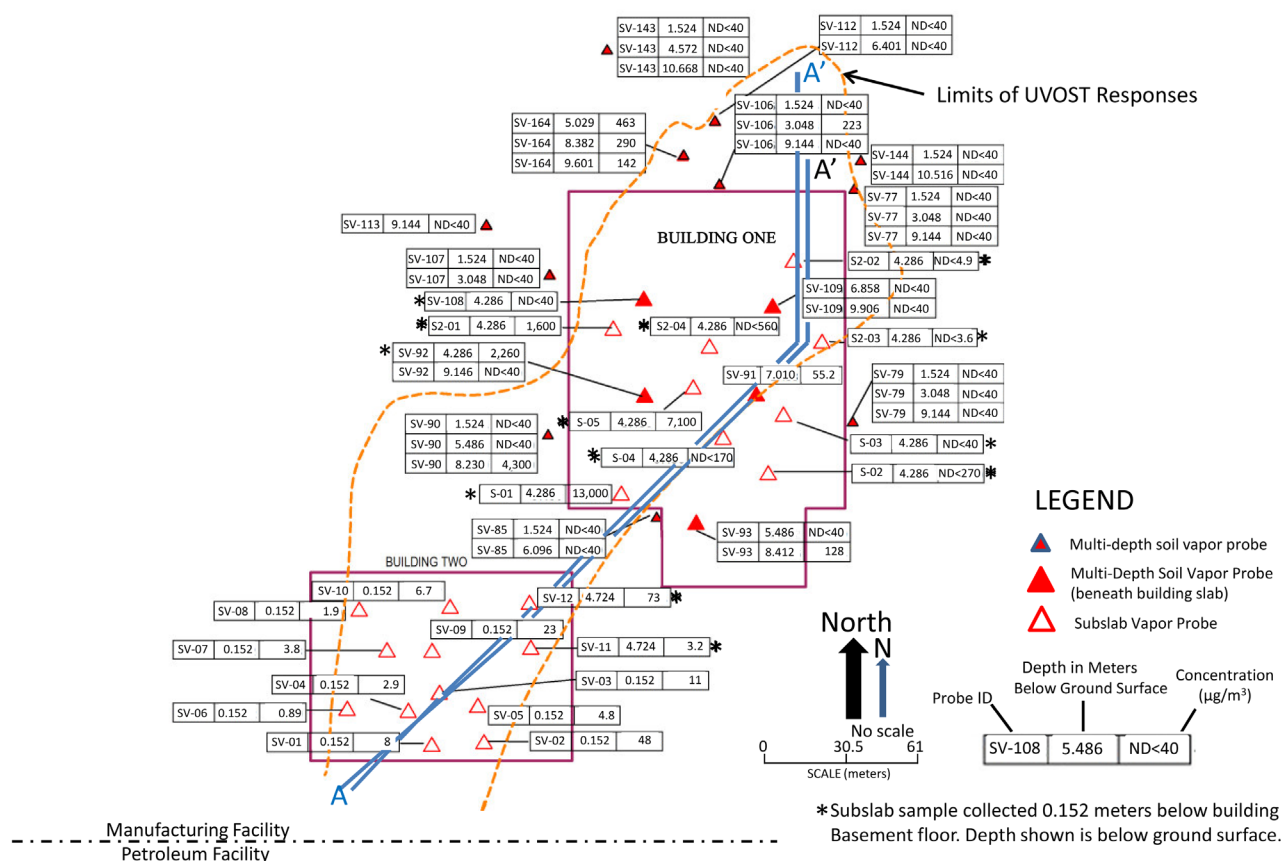 SV-143 1.524 ND<40
SV-143 4.572 ND<40
SV-143 10.668 ND<40
SV-112 1.524 ND<40
SV-112 6.401 ND<40
A’
Limits of UVOST Responses
SV-106 1.524 ND<40
SV-106 3.048 223
SV-106 9.144 ND<40
SV-164 5.029 463
SV-164 8.382 290
SV-164 9.601 142
A’
SV-144 1.524 ND<40
SV-144 10.516 ND<40
SV-77 1.524 ND<40
SV-77 3.048 ND<40
SV-77 9.144 ND<40
SV-113 9.144 ND<40
BUILDING ONE
SV-107 1.524 ND<40
SV-107 3.048 ND<40
S2-02 4.286 ND<4.9 *
*SV-108 4.286 ND<40
SV-109 6.858 ND<40
SV-109 9.906 ND<40
* S2-01 4.286 1,600
* S2-04 4.286 ND<560
S2-03 4.286 ND<3.6 *
* SV-92 4.286 2,260
SV-92 9.146 ND<40
SV-91 7.010 55.2
SV-79 1.524 ND<40
SV-79 3.048 ND<40
SV-79 9.144 ND<40
SV-90 1.524 ND<40
SV-90 5.486 ND<40
SV-90 8.230 4,300
* S-05 4,286 7,100
S-03 4.286 ND<40 *
* S-04 4,286 ND<170
S-02 4.286 ND<270 *
* S-01 4.286 13,000
SV-85 1.524 ND<40
SV-85 6.096 ND<40
SV-93 5.486 ND<40
SV-93 8.412 128
BUILDING TWO
SV-10 0.152 6.7
SV-12 4.724 73 *
SV-08 0.152 1.9
SV-09 0.152 23
SV-07 0.152 3.8
SV-11 4.724 3.2 *
SV-04 0.152 2.9
SV-03 0.152 11
SV-06 0.152 0.89
SV-05 0.152 4.8
SV-01 0.152 8
SV-02 0.152 48
A
LEGEND
Multi-depth soil vapor probe
Multi-Depth Soil Vapor Probe
(beneath building slab)
Subslab Vapor Probe
North
N
No scale
0 30.5 61
SCALE (meters)
Probe ID
Depth in Meters
Below Ground Surface
Concentration
(µg/m³)
SV-108 5.486 ND<40
*Subslab sample collected 0.152 meters below building
Basement floor. Depth shown is below ground surface.
Manufacturing Facility
Petroleum Facility